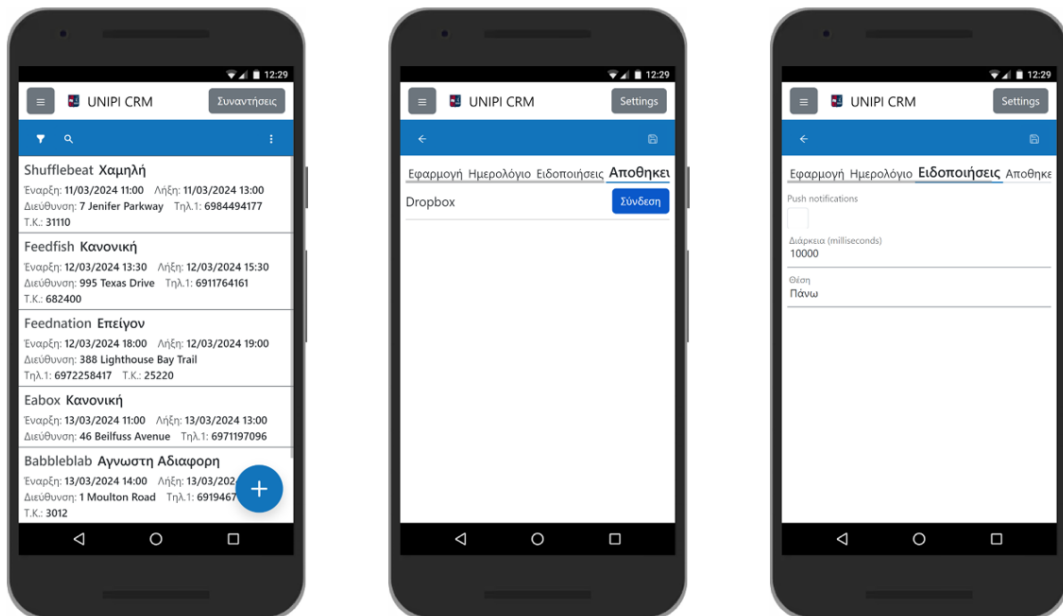 12:29
UNIPI CRM Συναντήσεις
Shufflebeat Χαμηλή
Έναρξη: 11/03/2024 11:00 Λήξη: 11/03/2024 13:00
Διεύθυνση: 7 Jenifer Parkway Τηλ.1: 6984494177
Τ.Κ.: 31110
Feedfish Κανονική
Έναρξη: 12/03/2024 13:30 Λήξη: 12/03/2024 15:30
Διεύθυνση: 995 Texas Drive Τηλ.1: 6911764161
Τ.Κ.: 682400
Feednation Επείγον
Έναρξη: 12/03/2024 18:00 Λήξη: 12/03/2024 19:00
Διεύθυνση: 388 Lighthouse Bay Trail
Τηλ.1: 6972258417 Τ.Κ.: 25220
Eabox Κανονική
Έναρξη: 13/03/2024 11:00 Λήξη: 13/03/2024 13:00
Διεύθυνση: 46 Beilfuss Avenue Τηλ.1: 6971197096
Babbleblab Αγνωστη Αδιαφορη
Έναρξη: 13/03/2024 14:00 Λήξη: 13/03/202
Διεύθυνση: 1 Moulton Road Τηλ.1: 6919467
Τ.Κ.: 3012
12:29
UNIPI CRM Settings
Εφαρμογή Ημερολόγιο Ειδοποιήσεις Αποθηκει
Dropbox Σύνδεση
12:29
UNIPI CRM Settings
Εφαρμογή Ημερολόγιο Ειδοποιήσεις Αποθηκε
Push notifications
Διάρκεια (milliseconds)
10000
Θέση
Πάνω